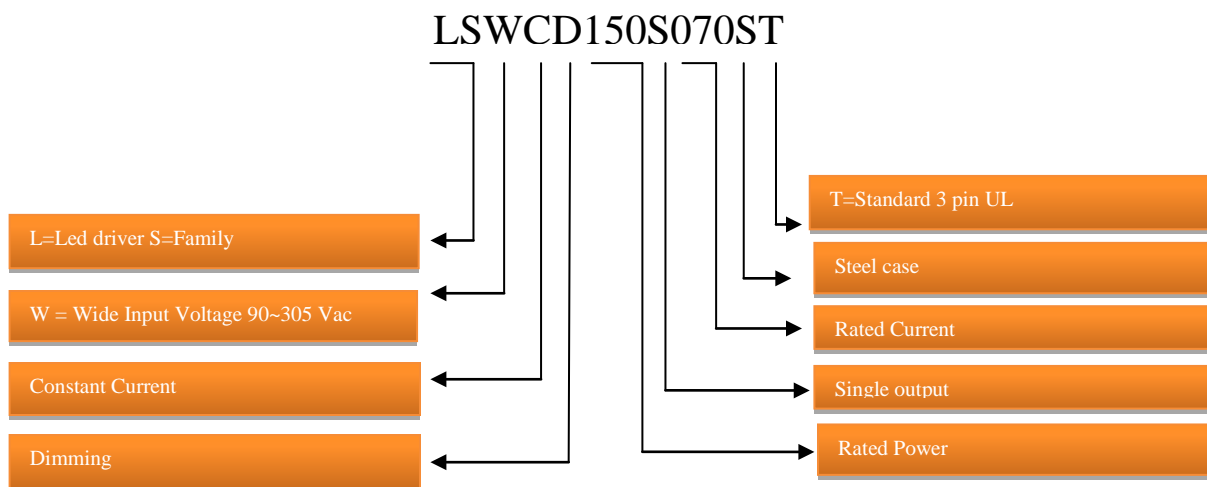 LSWCD150S070ST
L=Led driver S=Family
W = Wide Input Voltage 90~305 Vac
Constant Current
Dimming
T=Standard 3 pin UL
Steel case
Rated Current
Single output
Rated Power